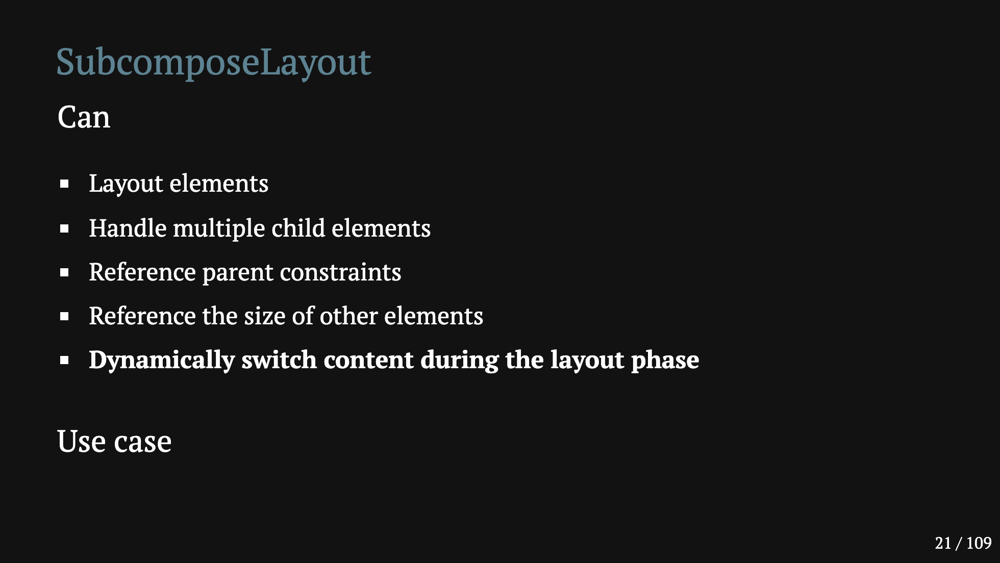 SubcomposeLayout
Can
▪ Layout elements
▪ Handle multiple child elements
▪ Reference parent constraints
▪ Reference the size of other elements
▪ Dynamically switch content during the layout phase
Use case
21 / 109